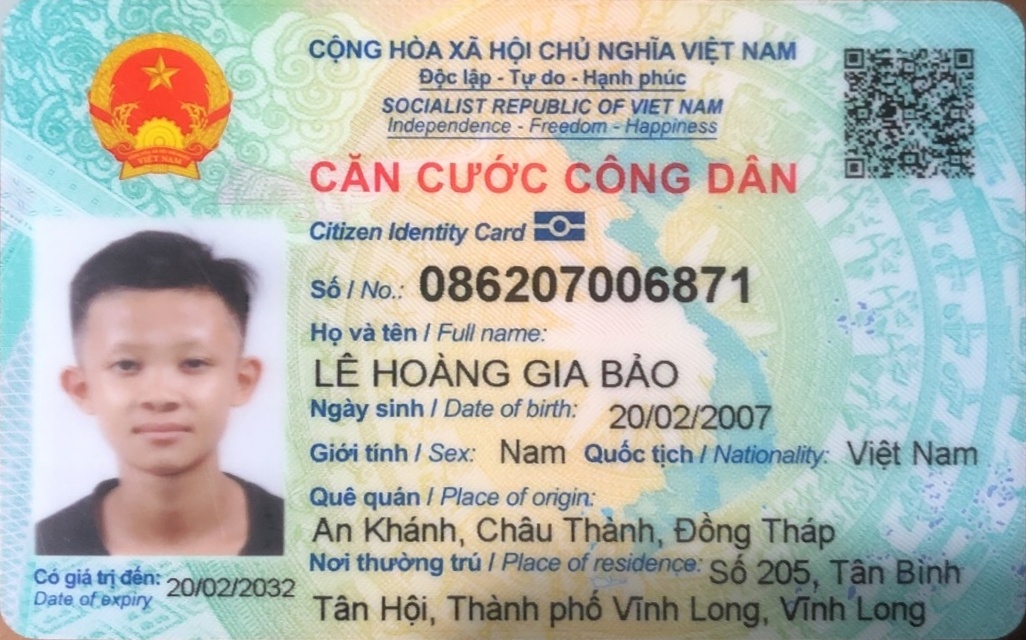 CỘNG HÒA XÃ HỘI CHỦ NGHĨA VIỆT NAM
Độc lập - Tự do - Hạnh phúc
SOCIALIST REPUBLIC OF VIET NAM
Independence - Freedom - Happiness
CĂN CƯỚC CÔNG DÂN
Citizen Identity Card
Số / No.: 086207006871
Họ và tên / Full name:
LÊ HOÀNG GIA BẢO
Ngày sinh / Date of birth: 20/02/2007
Giới tính / Sex: Nam Quốc tịch / Nationality: Việt Nam
Quê quán / Place of origin:
An Khánh, Châu Thành, Đồng Tháp
Nơi thường trú / Place of residence: Số 205, Tân Bình
Tân Hội, Thành phố Vĩnh Long, Vĩnh Long
Có giá trị đến: 20/02/2032
Date of expiry
VIỆT NAM